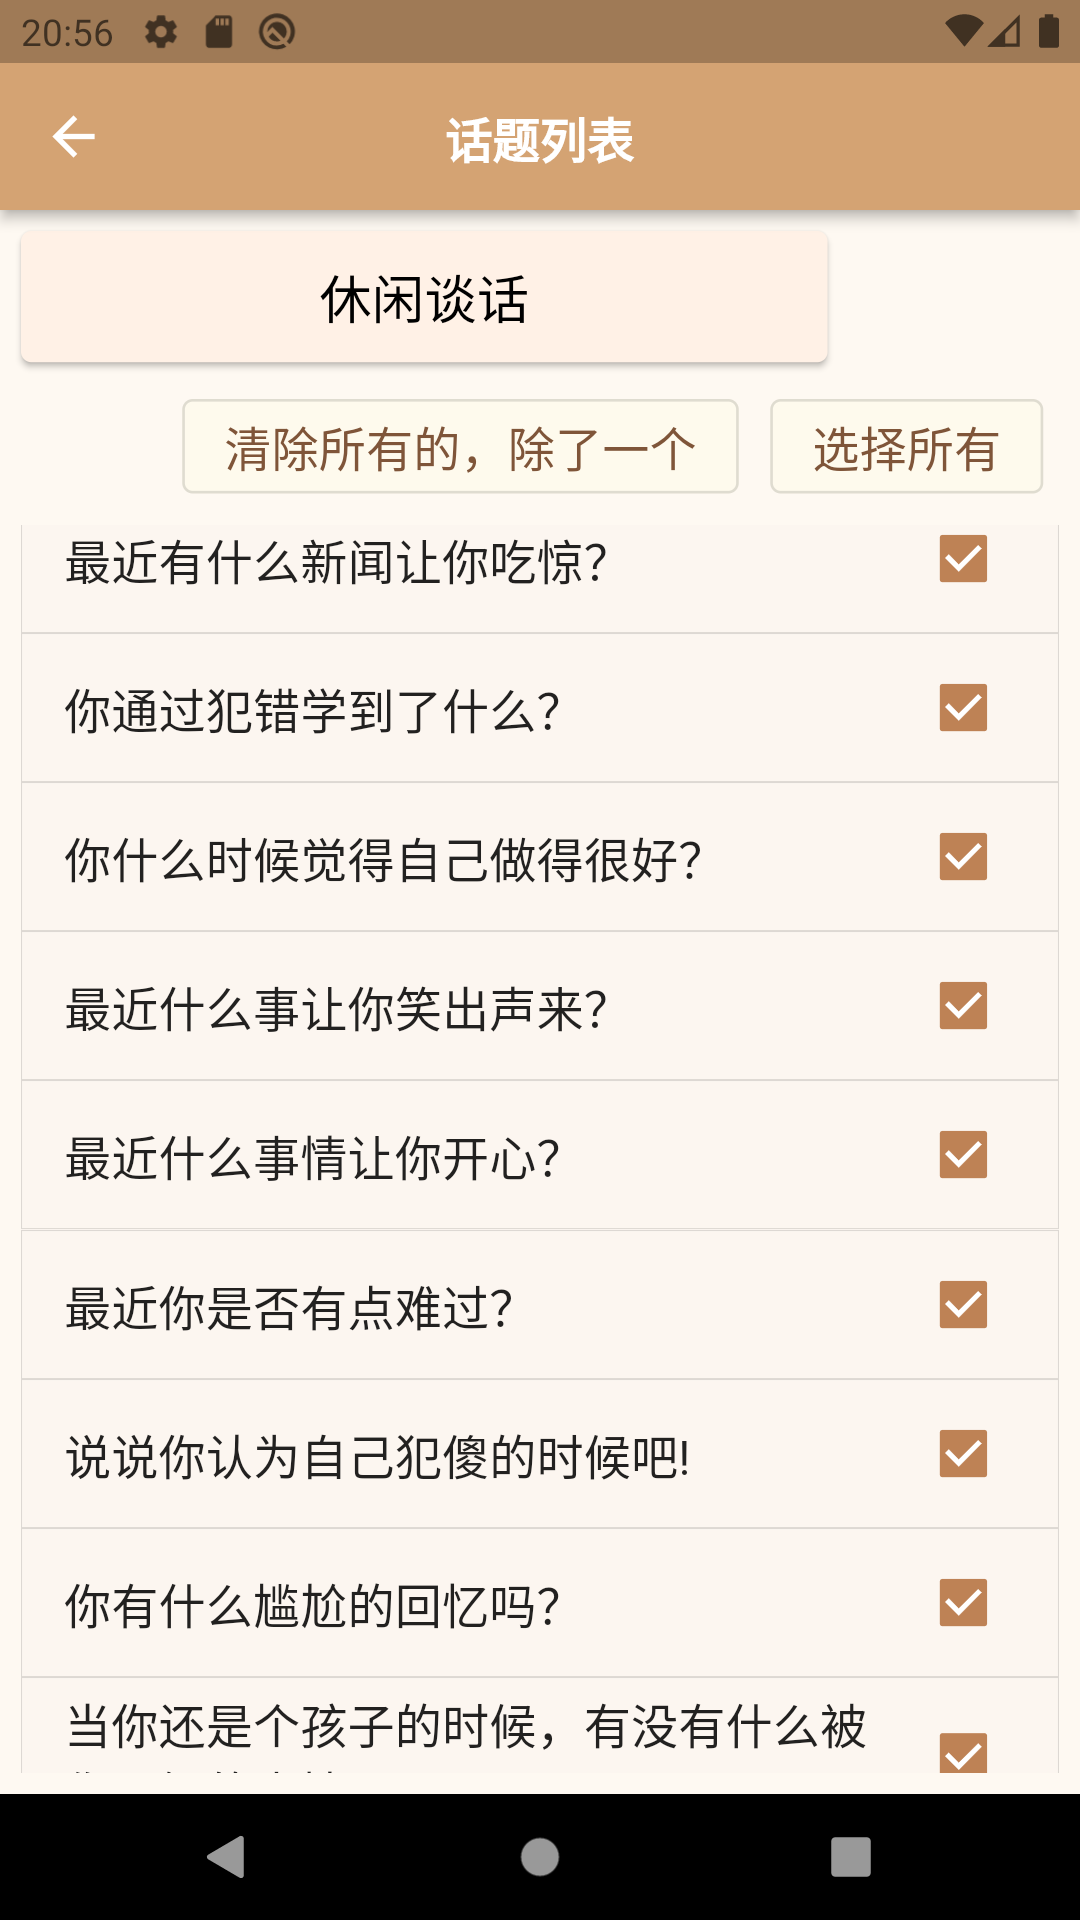 20:56
话题列表
休闲谈话
清除所有的，除了一个
选择所有
最近有什么新闻让你吃惊？
你通过犯错学到了什么？
你什么时候觉得自己做得很好？
最近什么事让你笑出声来？
最近什么事情让你开心？
最近你是否有点难过？
说说你认为自己犯傻的时候吧！
你有什么尴尬的回忆吗？
当你还是个孩子的时候，有没有什么被